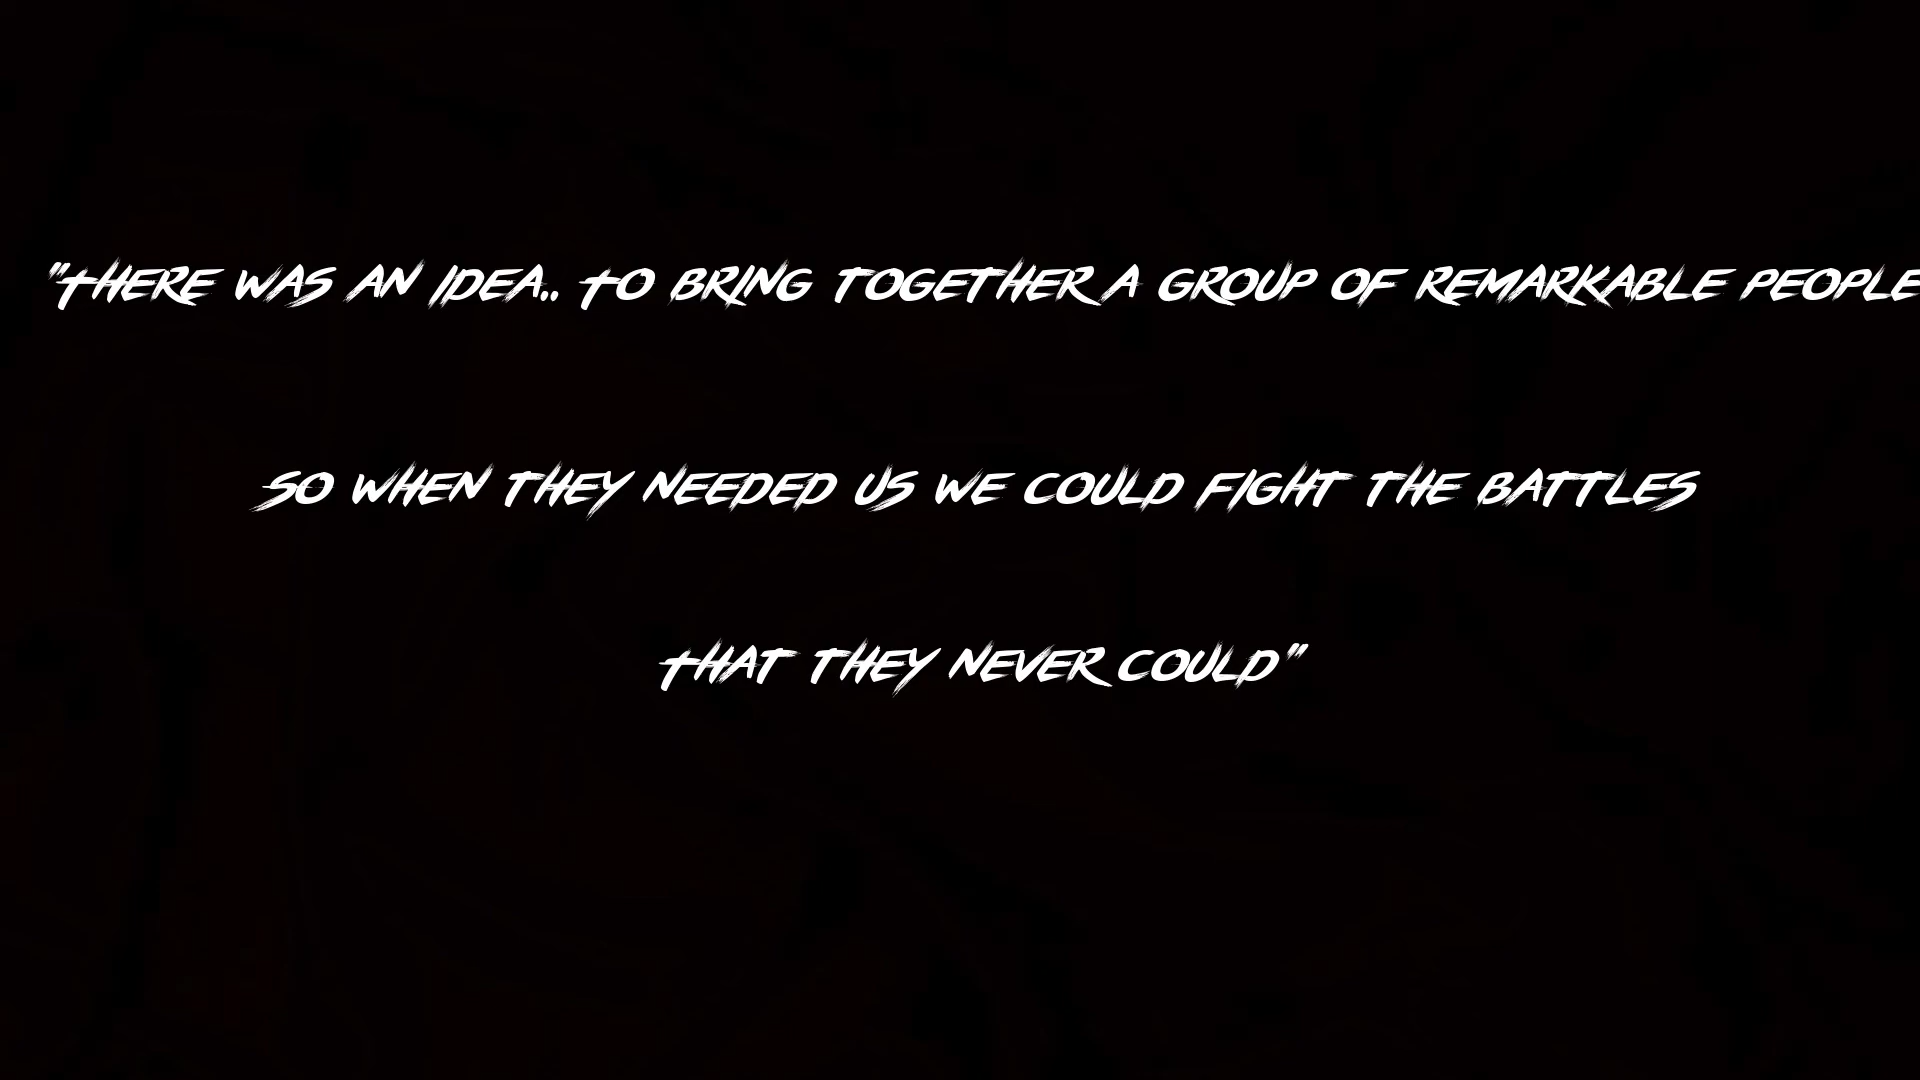 "THERE WAS AN IDEA.. TO BRING TOGETHER A GROUP OF REMARKABLE PEOPLE
SO WHEN THEY NEEDED US WE COULD FIGHT THE BATTLES
THAT THEY NEVER COULD"